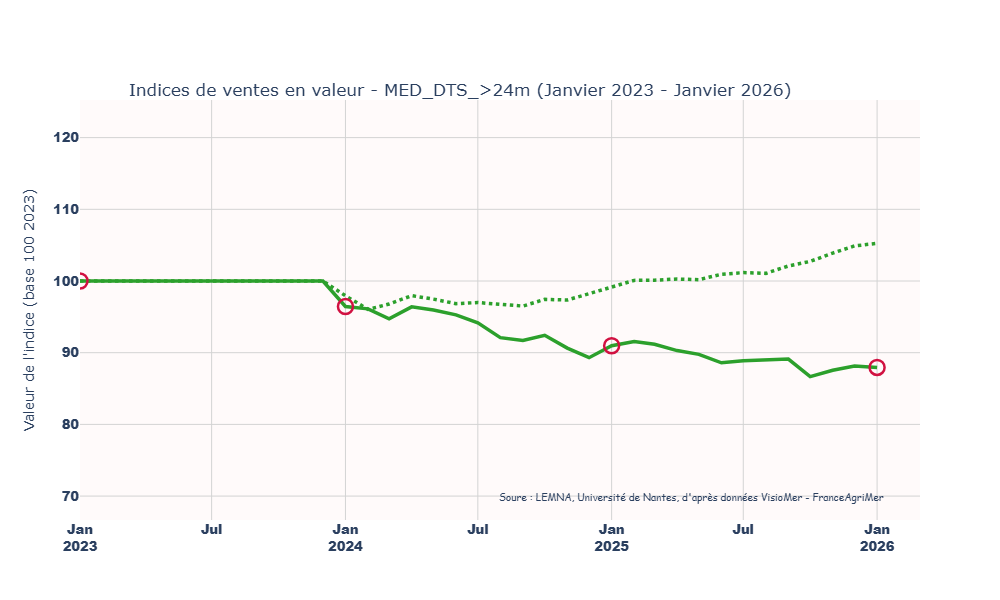 Indices de ventes en valeur - MED_DTS_>24m (Janvier 2023 - Janvier 2026)
Valeur de l'indice (base 100 2023)
120
110
100
90
80
70
Soure : LEMNA, Université de Nantes, d'après données VisioMer - FranceAgriMer
Jan
2023
Jul
Jan
2024
Jul
Jan
2025
Jul
Jan
2026